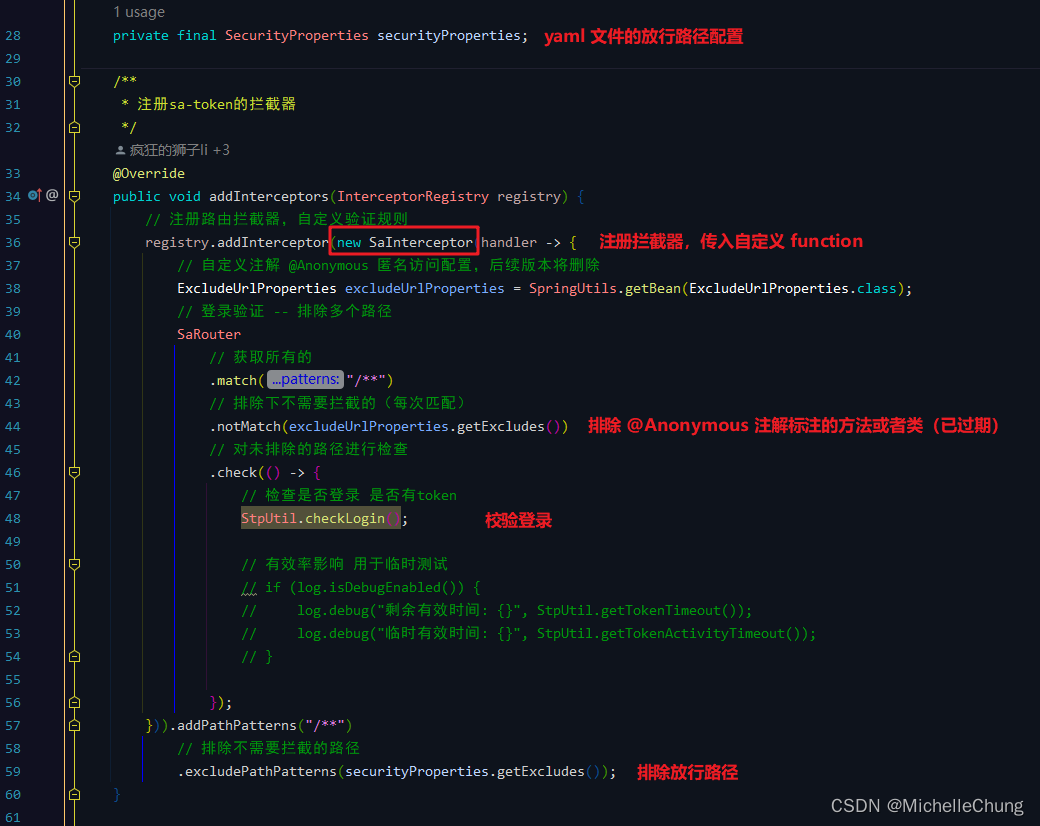 1 usage
28 private final SecurityProperties securityProperties; yaml 文件的放行路径配置
29
30 /**
31 * 注册sa-token的拦截器
32 */
疯狂的狮子li +3
33 @Override
34 @ public void addInterceptors(InterceptorRegistry registry) {
35 // 注册路由拦截器，自定义验证规则
36 registry.addInterceptor(new SaInterceptor(handler -> { 注册拦截器，传入自定义 function
37 // 自定义注解 @Anonymous 匿名访问配置，后续版本将删除
38 ExcludeUrlProperties excludeUrlProperties = SpringUtils.getBean(ExcludeUrlProperties.class);
39 // 登录验证 -- 排除多个路径
40 SaRouter
41 // 获取所有的
42 .match( ...patterns: "/**")
43 // 排除下不需要拦截的（每次匹配）
44 .notMatch(excludeUrlProperties.getExcludes()) 排除 @Anonymous 注解标注的方法或者类（已过期）
45 // 对未排除的路径进行检查
46 .check(() -> {
47 // 检查是否登录 是否有token
48 StpUtil.checkLogin(); 校验登录
49
50 // 有效率影响 用于临时测试
51 // if (log.isDebugEnabled()) {
52 // log.debug("剩余有效时间: {}", StpUtil.getTokenTimeout());
53 // log.debug("临时有效时间: {}", StpUtil.getTokenActivityTimeout());
54 // }
55
56 });
57 })).addPathPatterns("/**")
58 // 排除不需要拦截的路径
59 .excludePathPatterns(securityProperties.getExcludes()); 排除放行路径
60 }
61
CSDN @MichelleChung